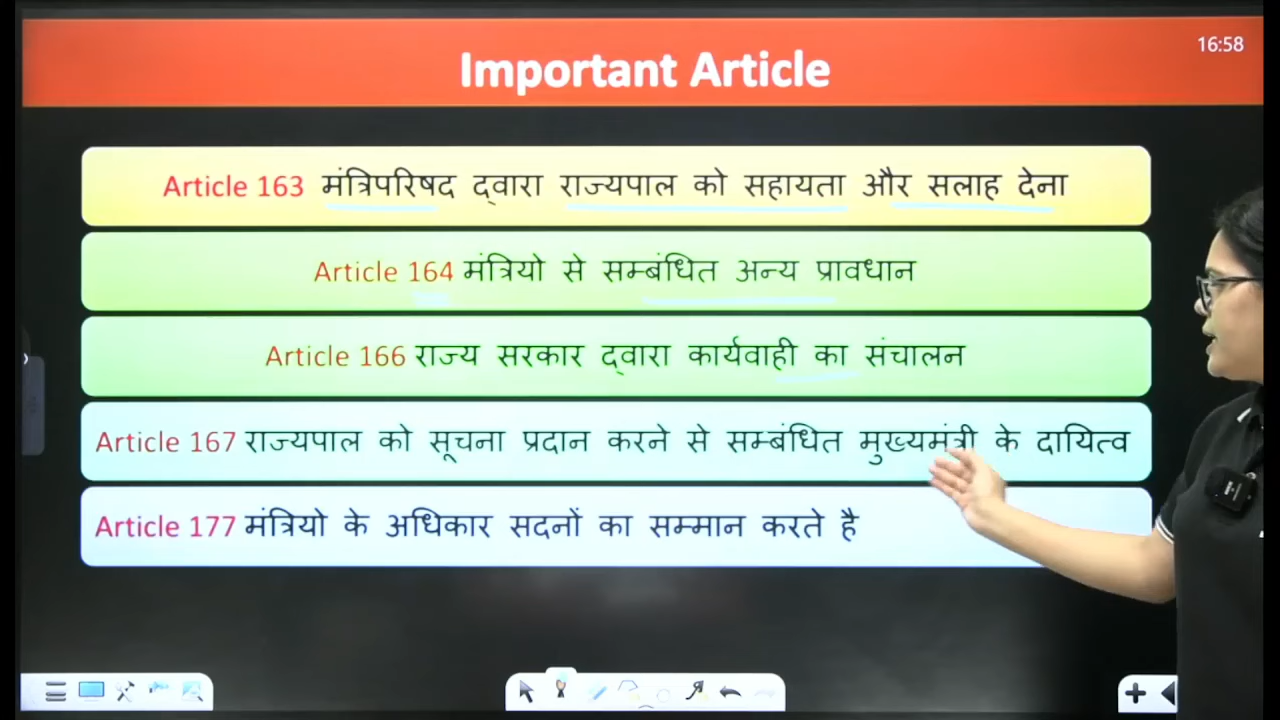 16:58
Important Article
Article 163 मंत्रिपरिषद द्वारा राज्यपाल को सहायता और सलाह देना
Article 164 मंत्रियो से सम्बंधित अन्य प्रावधान
Article 166 राज्य सरकार द्वारा कार्यवाही का संचालन
Article 167 राज्यपाल को सूचना प्रदान करने से सम्बंधित मुख्यमंत्री के दायित्व
Article 177 मंत्रियो के अधिकार सदनों का सम्मान करते है